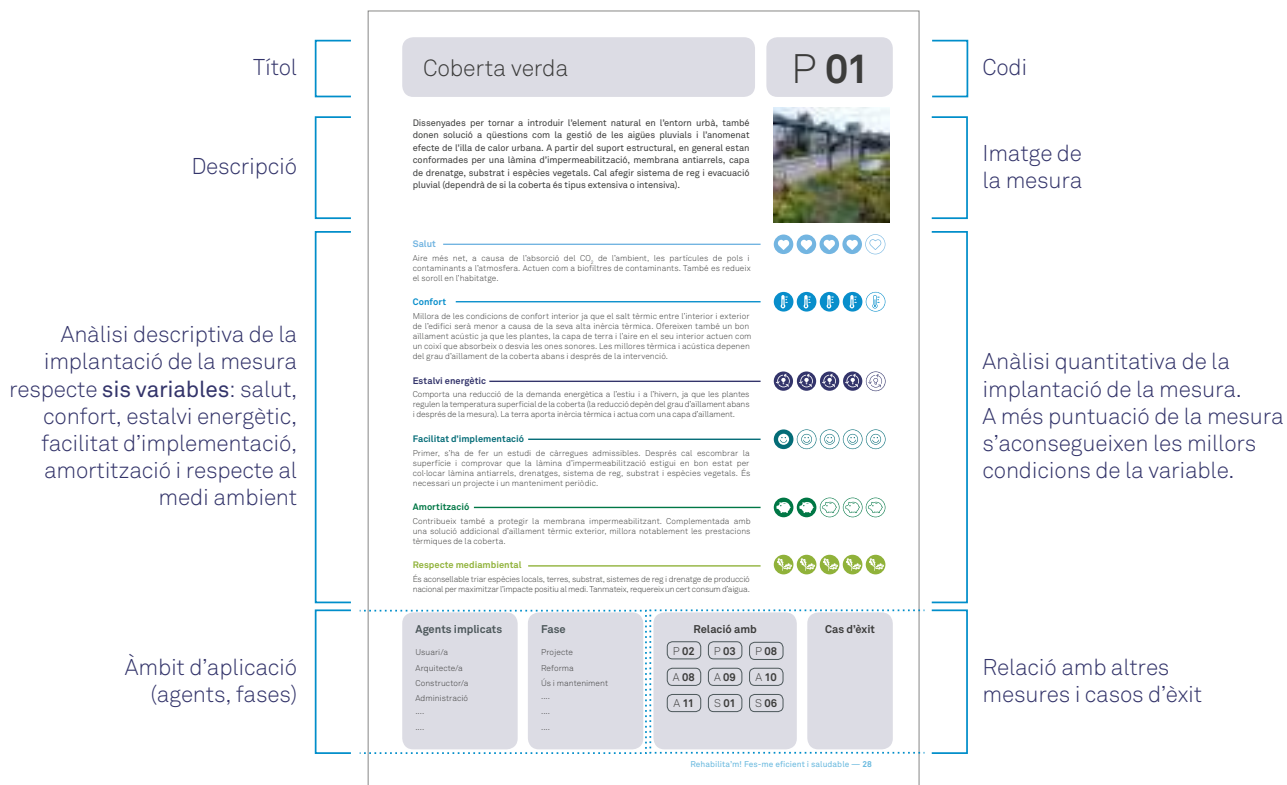 Títol
Coberta verda
P 01
Codi
Descripció
Dissenyades per tornar a introduir l'element natural en l'entorn urbà, també
donen solució a qüestions com la gestió de les aigües pluvials i l'anomenat
efecte de l'illa de calor urbana. A partir del suport estructural, en general estan
conformades per una làmina d'impermeabilització, membrana antiarrels, capa
de drenatge, substrat i espècies vegetals. Cal afegir sistema de reg i evacuació
pluvial (dependrà de si la coberta és tipus extensiva o intensiva).
Imatge de
la mesura
Anàlisi descriptiva de la
implantació de la mesura
respecte sis variables: salut,
confort, estalvi energètic,
facilitat d'implementació,
amortització i respecte al
medi ambient
Salut
Aire més net, a causa de l'absorció del CO2 de l'ambient, les partícules de pols i
contaminants a l'atmosfera. Actuen com a biofiltres de contaminants. També es redueix
el soroll en l'habitatge.
Confort
Millora de les condicions de confort interior ja que el salt tèrmic entre l'interior i exterior
de l'edifici serà menor a causa de la seva alta inèrcia tèrmica. Ofereixen també un bon
aïllament acústic ja que les plantes, la capa de terra i l'aire en el seu interior actuen com
un coixí que absorbeix o desvia les ones sonores. Les millores tèrmica i acústica depenen
del grau d'aïllament de la coberta abans i després de la intervenció.
Estalvi energètic
Comporta una reducció de la demanda energètica a l'estiu i a l'hivern, ja que les plantes
regulen la temperatura superficial de la coberta (la reducció depèn del grau d'aïllament abans
i després de la mesura). La terra aporta inèrcia tèrmica i actua com una capa d'aïllament.
Facilitat d'implementació
Primer, s'ha de fer un estudi de càrregues admissibles. Després cal escombrar la
superfície i comprovar que la làmina d'impermeabilització estigui en bon estat per
col·locar làmina antiarrels, drenatges, sistema de reg, substrat i espècies vegetals. És
necessari un projecte i un manteniment periòdic.
Amortització
Contribueix també a protegir la membrana impermeabilitzant. Complementada amb
una solució addicional d'aïllament tèrmic exterior, millora notablement les prestacions
tèrmiques de la coberta.
Respecte mediambiental
És aconsellable triar espècies locals, terres, substrat, sistemes de reg i drenatge de producció
nacional per maximitzar l'impacte positiu al medi. Tanmateix, requereix un cert consum d'aigua.
Anàlisi quantitativa de la
implantació de la mesura.
A més puntuació de la mesura
s'aconsegueixen les millors
condicions de la variable.
Àmbit d'aplicació
(agents, fases)
Agents implicats
Usuari/a
Arquitecte/a
Constructor/a
Administració
....
....
Fase
Projecte
Reforma
Ús i manteniment
....
....
Relació amb
P 02 P 03 P 08
A 08 A 09 A 10
A 11 S 01 S 06
Cas d'èxit
Relació amb altres
mesures i casos d'èxit
Rehabilita'm! Fes-me eficient i saludable — 28